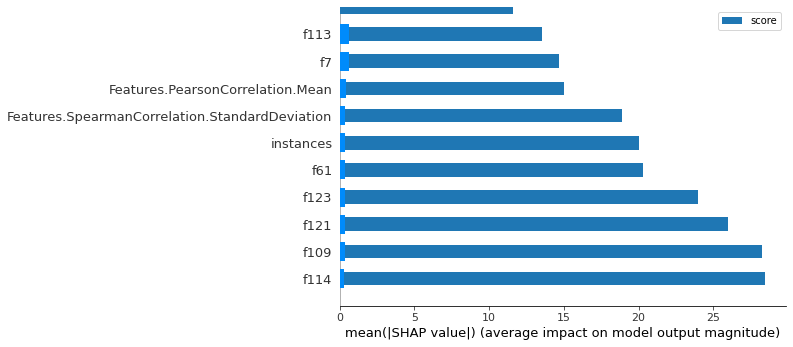 score
f113
f7
Features.PearsonCorrelation.Mean
Features.SpearmanCorrelation.StandardDeviation
instances
f61
f123
f121
f109
f114
0 5 10 15 20 25
mean(|SHAP value|) (average impact on model output magnitude)